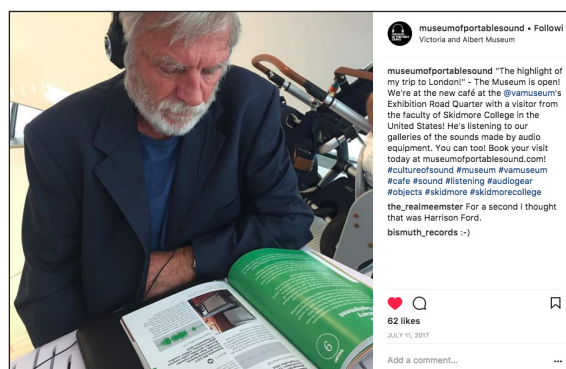 museumofportablesound • Followi
Victoria and Albert Museum
museumofportablesound "The highlight of
my trip to London!" - The Museum is open!
We're at the new café at the @vamuseum's
Exhibition Road Quarter with a visitor from
the faculty of Skidmore College in the
United States! He's listening to our
galleries of the sounds made by audio
equipment. You can too! Book your visit
today at museumofportablesound.com!
#cultureofsound #museum #vamuseum
#cafe #sound #listening #audiogear
#objects #skidmore #skidmorecollege
the_realmeemster For a second I thought
that was Harrison Ford.
bismuth_records :-)
62 likes
JULY 11, 2017
Add a comment...
9